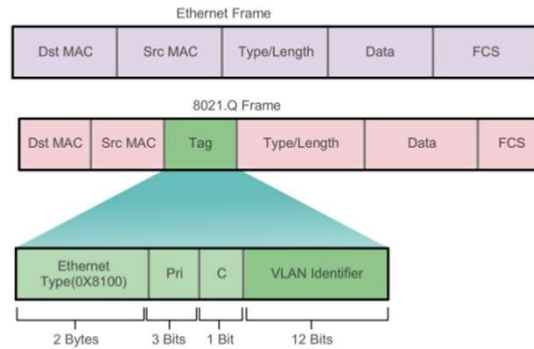 Ethernet Frame
Dst MAC Src MAC Type/Length Data FCS
8021.Q Frame
Dst MAC Src MAC Tag Type/Length Data FCS
Ethernet
Type(0X8100) Pri C VLAN Identifier
2 Bytes 3 Bits 1 Bit 12 Bits